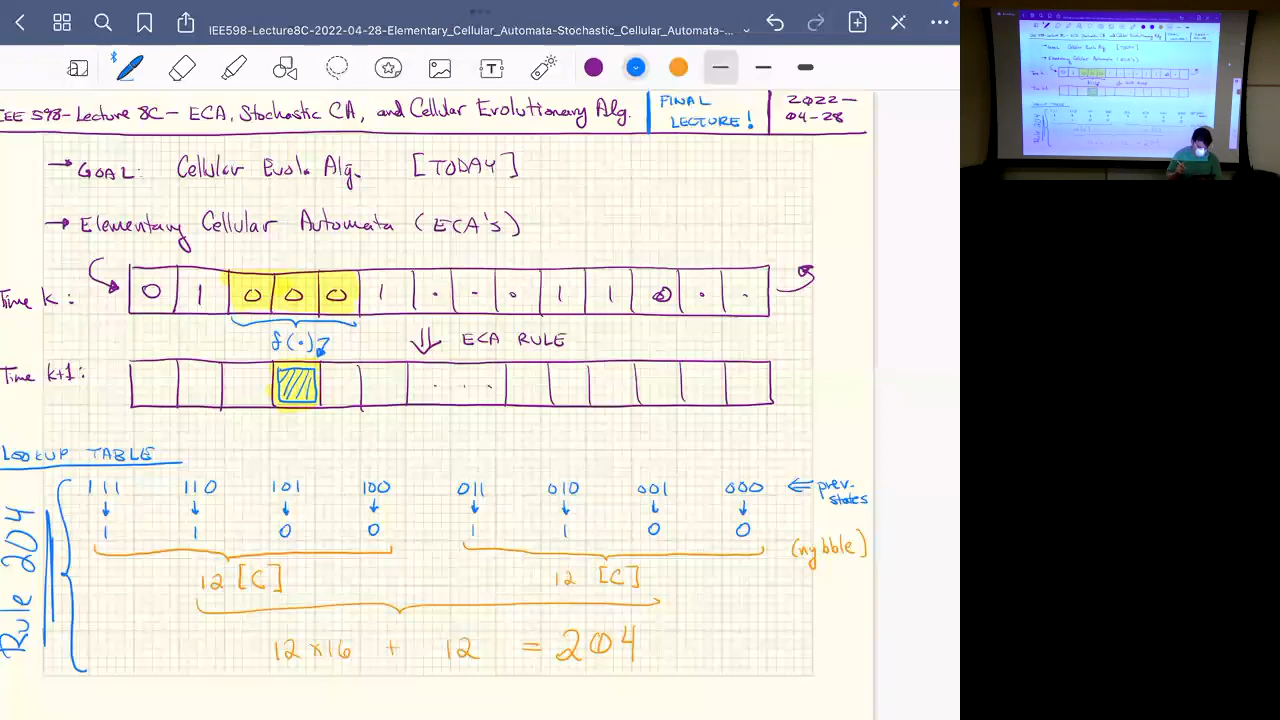 IEE598-Lecture8C-2022-04-28-Elementary_Cellular_Automata-Stochastic_Cellular_Automata-...
IEE 598- Lecture 8C - ECA, Stochastic CA, and Cellular Evolutionary Alg.
FINAL LECTURE!
2022-04-28
→ GOAL: Cellular Evol. Alg. [TODAY]
→ Elementary Cellular Automata (ECA's)
Time k: 0 1 0 0 0 1 . . . 1 1 0 . .
f(·)
⇓ ECA RULE
Time k+1: . . .
LOOKUP TABLE
Rule 204
111 110 101 100 011 010 001 000 ⇐ prev. states
↓ ↓ ↓ ↓ ↓ ↓ ↓ ↓
1 1 0 0 1 1 0 0
(nybble)
12 [C] 12 [C]
12×16 + 12 = 204